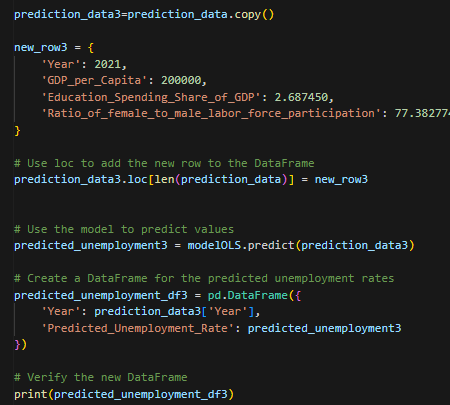 prediction_data3=prediction_data.copy()
new_row3 = {
'Year': 2021,
'GDP_per_Capita': 200000,
'Education_Spending_Share_of_GDP': 2.687450,
'Ratio_of_female_to_male_labor_force_participation': 77.382774
}
# Use loc to add the new row to the DataFrame
prediction_data3.loc[len(prediction_data)] = new_row3
# Use the model to predict values
predicted_unemployment3 = modelOLS.predict(prediction_data3)
# Create a DataFrame for the predicted unemployment rates
predicted_unemployment_df3 = pd.DataFrame({
'Year': prediction_data3['Year'],
'Predicted_Unemployment_Rate': predicted_unemployment3
})
# Verify the new DataFrame
print(predicted_unemployment_df3)